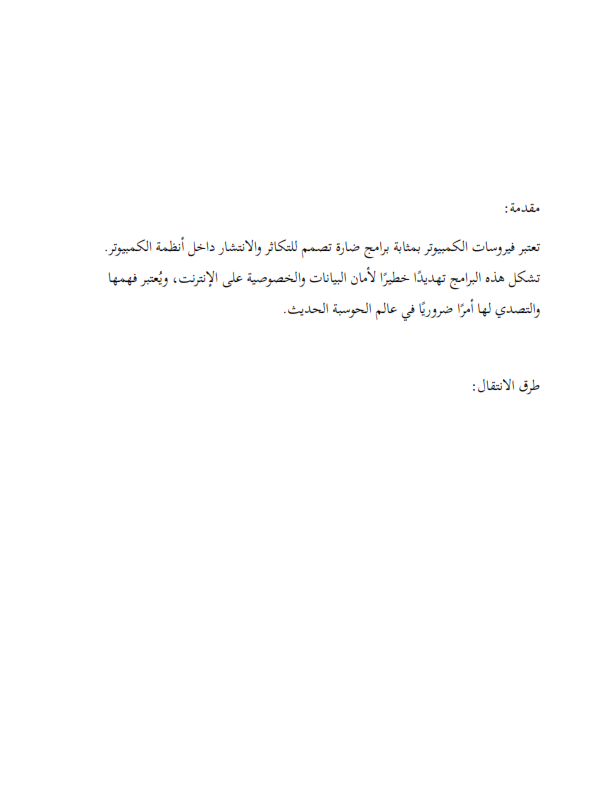 مقدمة:
تعتبر فيروسات الكمبيوتر بمثابة برامج ضارة تصمم للتكاثر والانتشار داخل أنظمة الكمبيوتر.
تشكل هذه البرامج تهديدًا خطيرًا لأمان البيانات والخصوصية على الإنترنت، ويُعتبر فهمها
والتصدي لها أمرًا ضروريًا في عالم الحوسبة الحديث.
طرق الانتقال: